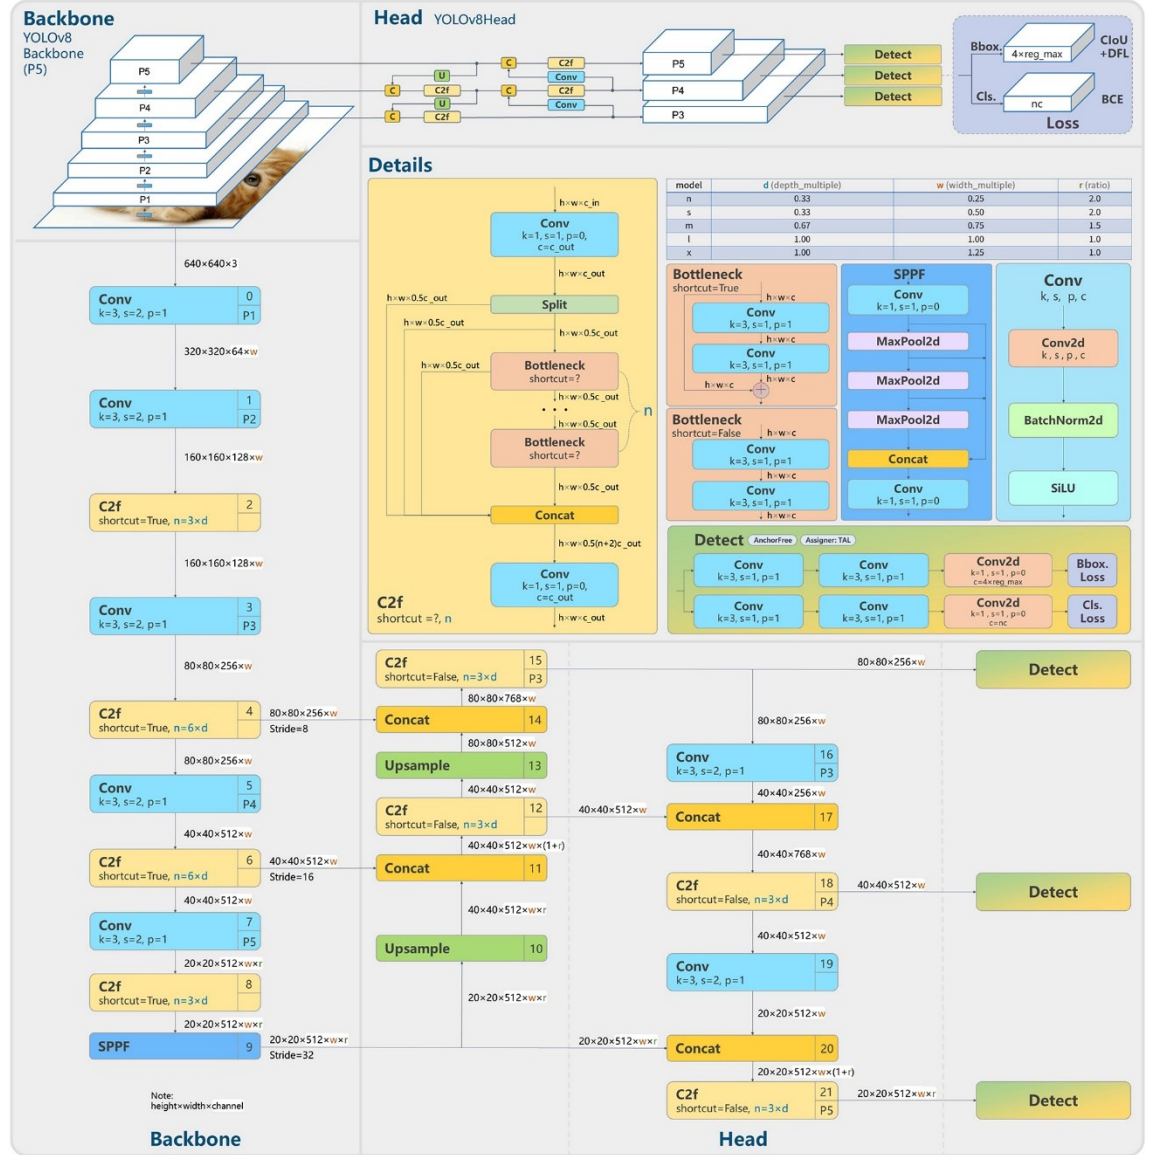 Backbone
YOLOv8
Backbone
(P5)
P5
P4
P3
P2
P1
Head YOLOv8Head
C C2f
U Conv
C C2f C C2f
U Conv
C C2f
P5
P4
P3
Detect
Detect
Detect
Bbox.
4×reg_max
CIoU
+DFL
Cls.
nc
BCE
Loss
Details
h×w×c_in
Conv
k=1, s=1, p=0,
c=c_out
h×w×c_out
h×w×0.5c_out
Split
h×w×0.5c_out
h×w×0.5c_out
h×w×0.5c_out
Bottleneck
shortcut=?
h×w×0.5c_out
· · ·
h×w×0.5c_out
n
Bottleneck
shortcut=?
h×w×0.5c_out
Concat
h×w×0.5(n+2)c_out
Conv
k=1, s=1, p=0,
c=c_out
h×w×c_out
C2f
shortcut =?, n
model d (depth_multiple) w (width_multiple) r (ratio)
n 0.33 0.25 2.0
s 0.33 0.50 2.0
m 0.67 0.75 1.5
l 1.00 1.00 1.0
x 1.00 1.25 1.0
Bottleneck
shortcut=True
h×w×c
Conv
k=3, s=1, p=1
h×w×c
Conv
k=3, s=1, p=1
h×w×c
h×w×c
+
Bottleneck
shortcut=False
h×w×c
Conv
k=3, s=1, p=1
h×w×c
Conv
k=3, s=1, p=1
h×w×c
SPPF
Conv
k=1, s=1, p=0
MaxPool2d
MaxPool2d
MaxPool2d
Concat
Conv
k=1, s=1, p=0
Conv
k, s, p, c
Conv2d
k , s , p , c
BatchNorm2d
SiLU
Detect AnchorFree Assigner: TAL
Conv
k=3, s=1, p=1
Conv
k=3, s=1, p=1
Conv2d
k=1 , s=1 , p=0
c=4×reg_max
Bbox.
Loss
Conv
k=3, s=1, p=1
Conv
k=3, s=1, p=1
Conv2d
k=1 , s=1 , p=0
c=nc
Cls.
Loss
640×640×3
Conv 0
k=3, s=2, p=1 P1
320×320×64×w
Conv 1
k=3, s=2, p=1 P2
160×160×128×w
C2f 2
shortcut=True, n=3×d
160×160×128×w
Conv 3
k=3, s=2, p=1 P3
80×80×256×w
C2f 4
shortcut=True, n=6×d
80×80×256×w
Stride=8
80×80×256×w
Conv 5
k=3, s=2, p=1 P4
40×40×512×w
C2f 6
shortcut=True, n=6×d
40×40×512×w
Stride=16
40×40×512×w
Conv 7
k=3, s=2, p=1 P5
20×20×512×w×r
C2f 8
shortcut=True, n=3×d
20×20×512×w×r
SPPF 9
20×20×512×w×r
Stride=32
Note:
height×width×channel
Backbone
C2f 15
shortcut=False, n=3×d P3
80×80×768×w
Concat 14
80×80×512×w
Upsample 13
40×40×512×w
C2f 12
shortcut=False, n=3×d
40×40×512×w×(1+r)
Concat 11
40×40×512×w×r
Upsample 10
20×20×512×w×r
80×80×256×w
Detect
80×80×256×w
Conv 16
k=3, s=2, p=1 P3
40×40×256×w
40×40×512×w
Concat 17
40×40×768×w
C2f 18
shortcut=False, n=3×d P4
40×40×512×w
Detect
40×40×512×w
Conv 19
k=3, s=2, p=1
20×20×512×w
20×20×512×w×r
Concat 20
20×20×512×w×(1+r)
C2f 21
shortcut=False, n=3×d P5
20×20×512×w×r
Detect
Head